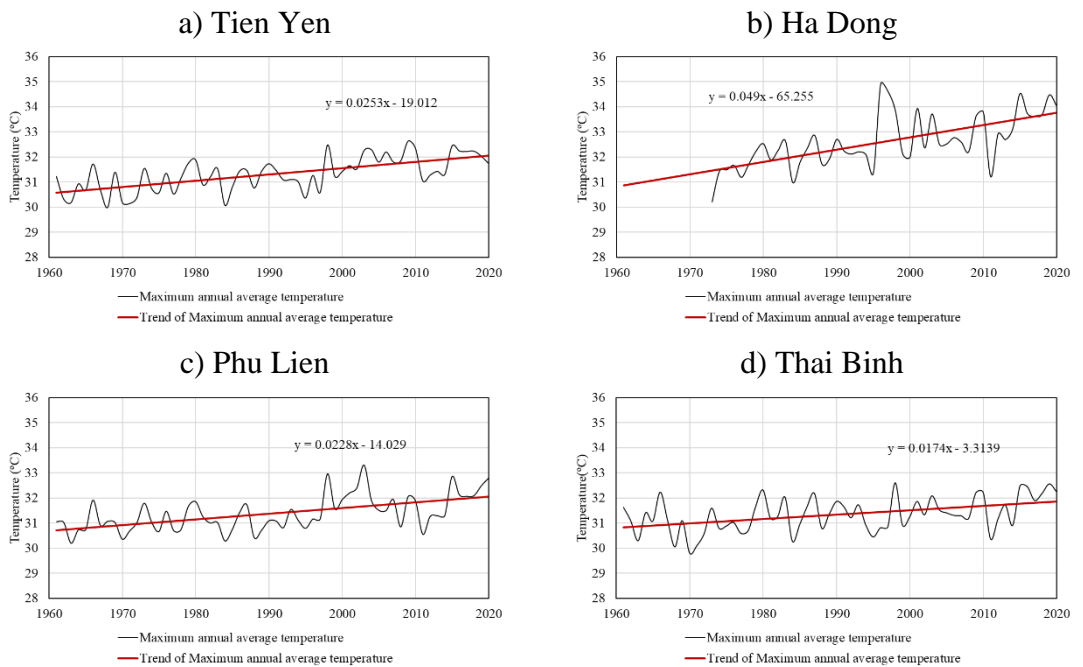 a) Tien Yen
Temperature (°C)
36
35
34
33
32
31
30
29
28
y = 0.0253x - 19.012
1960 1970 1980 1990 2000 2010 2020
Maximum annual average temperature
Trend of Maximum annual average temperature
b) Ha Dong
Temperature (°C)
36
35
34
33
32
31
30
29
28
y = 0.049x - 65.255
1960 1970 1980 1990 2000 2010 2020
Maximum annual average temperature
Trend of Maximum annual average temperature
c) Phu Lien
Temperature (°C)
36
35
34
33
32
31
30
29
28
y = 0.0228x - 14.029
1960 1970 1980 1990 2000 2010 2020
Maximum annual average temperature
Trend of Maximum annual average temperature
d) Thai Binh
Temperature(°C)
36
35
34
33
32
31
30
29
28
y = 0.0174x - 3.3139
1960 1970 1980 1990 2000 2010 2020
Maximum annual average temperature
Trend of Maximum annual average temperature